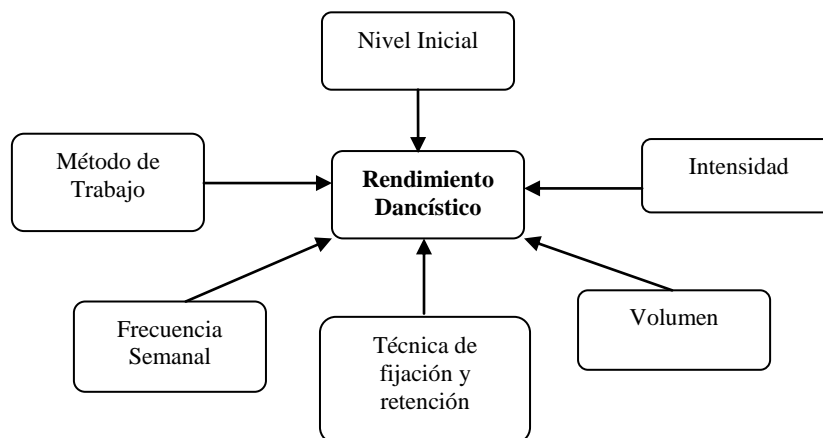 Nivel Inicial
Método de
Trabajo
Rendimiento
Dancístico
Intensidad
Frecuencia
Semanal
Técnica de
fijación y
retención
Volumen